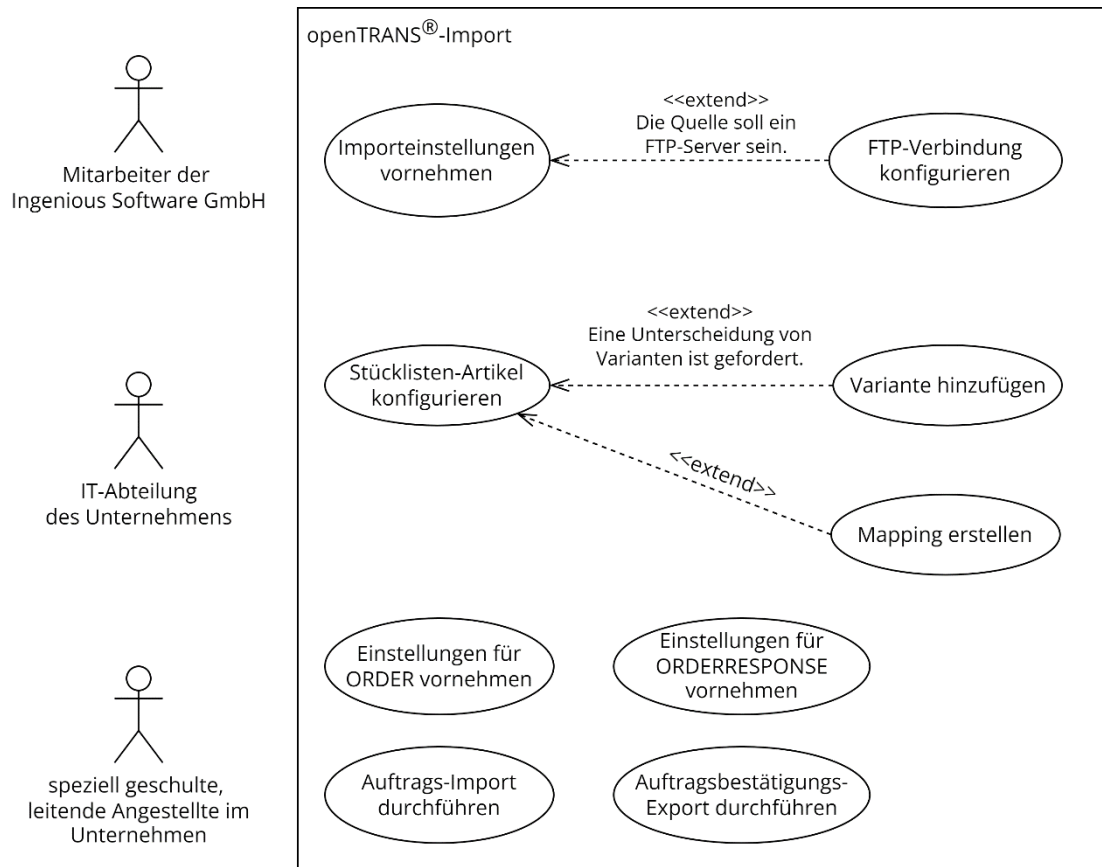 openTRANS®-Import
Mitarbeiter der
Ingenious Software GmbH
Importeinstellungen
vornehmen
<<extend>>
Die Quelle soll ein
FTP-Server sein.
FTP-Verbindung
konfigurieren
IT-Abteilung
des Unternehmens
Stücklisten-Artikel
konfigurieren
<<extend>>
Eine Unterscheidung von
Varianten ist gefordert.
Variante hinzufügen
<<extend>>
Mapping erstellen
speziell geschulte,
leitende Angestellte im
Unternehmen
Einstellungen für
ORDER vornehmen
Einstellungen für
ORDERRESPONSE
vornehmen
Auftrags-Import
durchführen
Auftragsbestätigungs-
Export durchführen